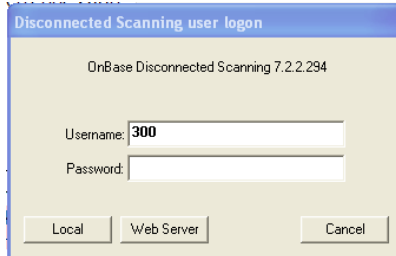 Disconnected Scanning user logon
OnBase Disconnected Scanning 7.2.2.294
Username: 300
Password:
Local Web Server Cancel